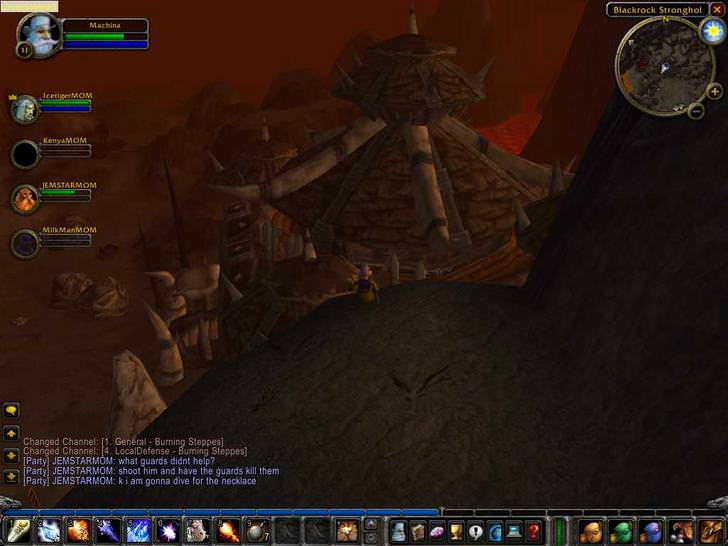 Blackrock Stronghol
Machina
N
IcetigerMOM
KenyaMOM
JEMSTARMOM
MilkManMOM
Changed Channel: [1. General - Burning Steppes]
Changed Channel: [4. LocalDefense - Burning Steppes]
[Party] JEMSTARMOM: what guards didnt help?
[Party] JEMSTARMOM: shoot him and have the guards kill them
[Party] JEMSTARMOM: k i am gonna dive for the necklace